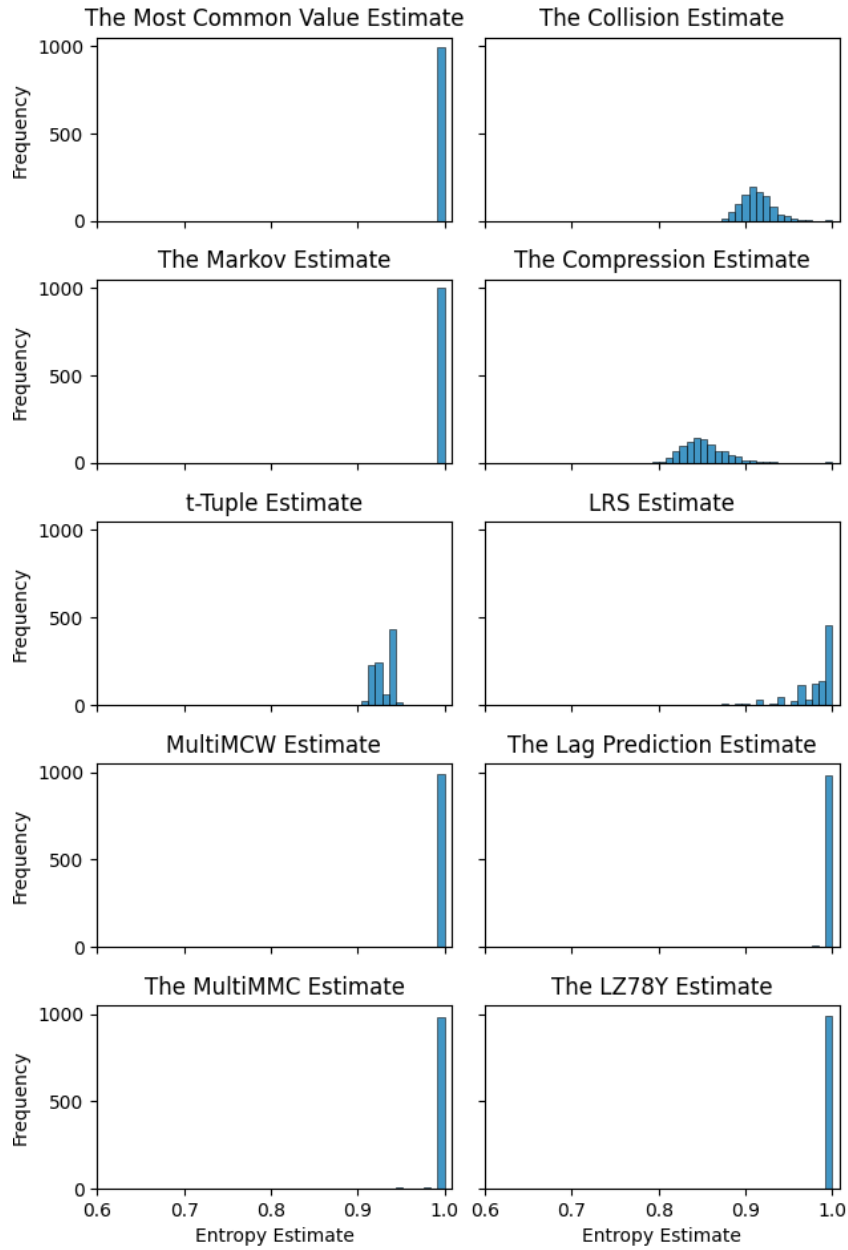 The Most Common Value Estimate
The Collision Estimate
1000
500
0
Frequency
The Markov Estimate
The Compression Estimate
1000
500
0
Frequency
t-Tuple Estimate
LRS Estimate
1000
500
0
Frequency
MultiMCW Estimate
The Lag Prediction Estimate
1000
500
0
Frequency
The MultiMMC Estimate
The LZ78Y Estimate
1000
500
0
Frequency
0.6 0.7 0.8 0.9 1.0
0.6 0.7 0.8 0.9 1.0
Entropy Estimate
Entropy Estimate